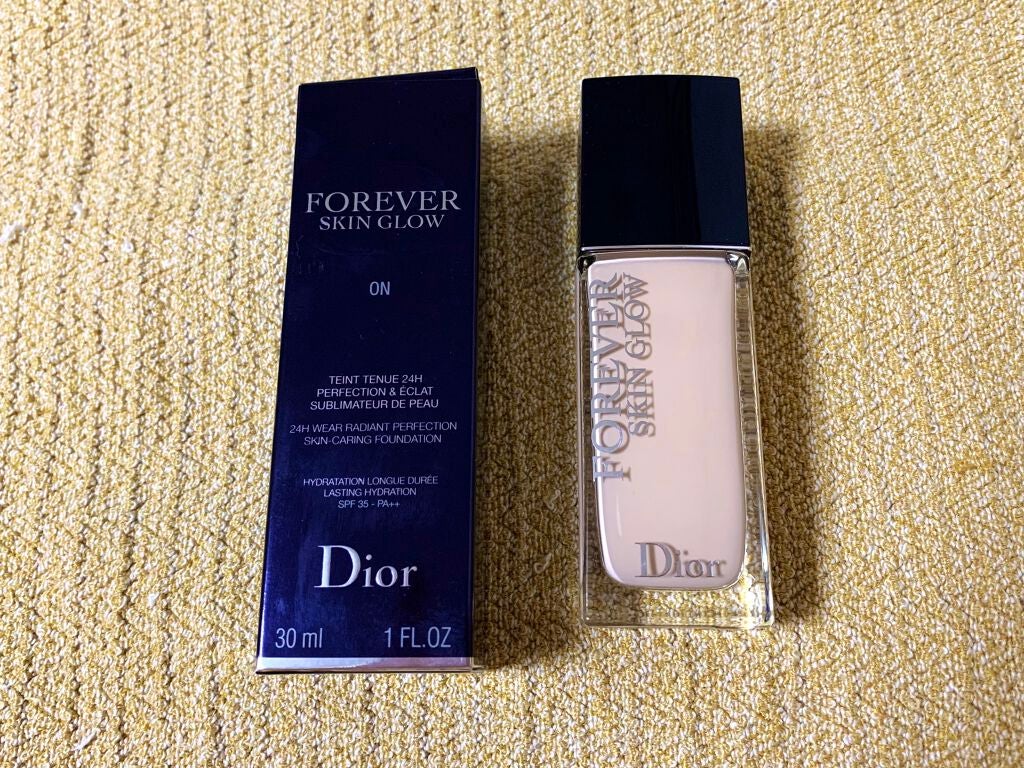 FOREVER
SKIN GLOW
ON
TEINT TENUE 24H
PERFECTION & ÉCLAT
SUBLIMATEUR DE PEAU
24H WEAR RADIANT PERFECTION
SKIN-CARING FOUNDATION
HYDRATATION LONGUE DURÉE
LASTING HYDRATION
SPF 35 - PA++
Dior
30 ml 1 FL.OZ
FOREVER
SKIN GLOW
Dior